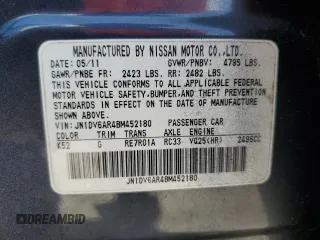 MANUFACTURED BY NISSAN MOTOR CO.,LTD.
DATE: 05/11 GVWR/PNBV: 4795 LBS.
GAWR/PNBE FR: 2423 LBS. RR: 2482 LBS.
THIS VEHICLE CONFORMS TO ALL APPLICABLE FEDERAL
MOTOR VEHICLE SAFETY,BUMPER,AND THEFT PREVENTION
STANDARDS IN EFFECT ON THE DATE OF MANUFACTURE
SHOWN ABOVE.
VIN:JN1DV6AR4BM452180 PASSENGER CAR
COLOR TRIM TRANS AXLE ENGINE
K52 G RE7R01A RC33 VQ25(HR) 2495CC
JN1DV6AR4BM452180
© DREAMBID dreambid.com